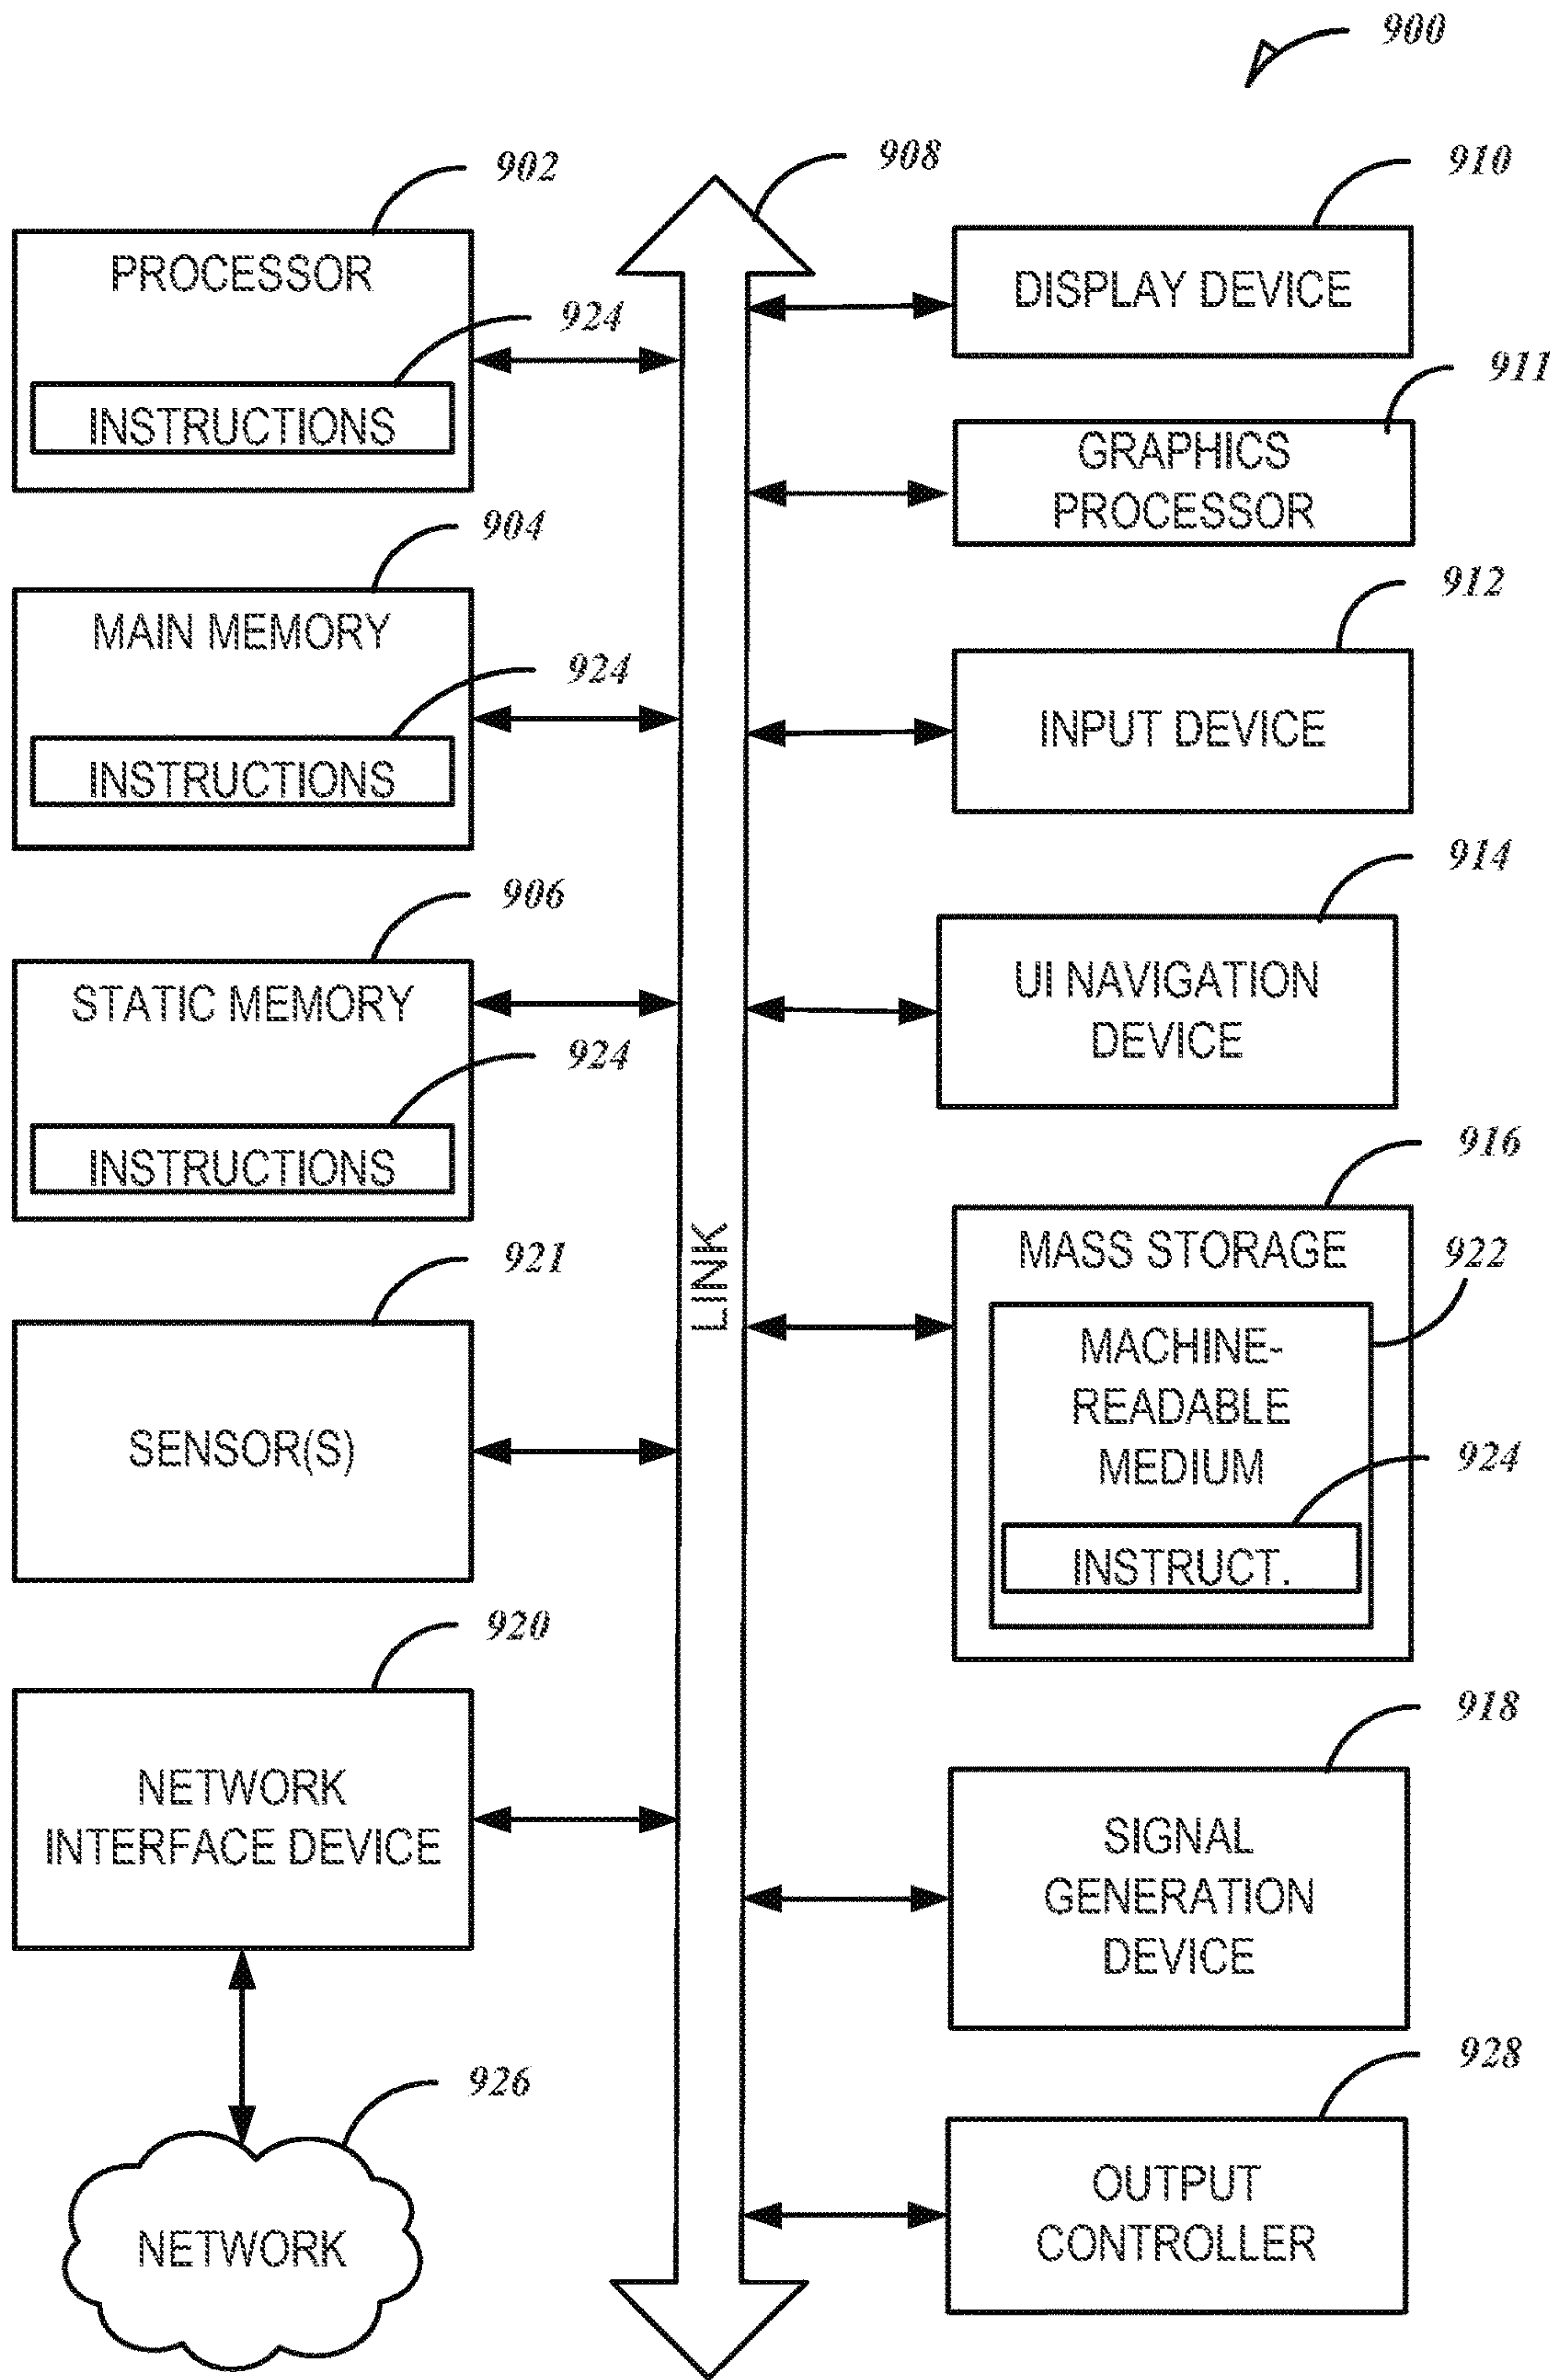 900
902
PROCESSOR
924
INSTRUCTIONS
904
MAIN MEMORY
924
INSTRUCTIONS
906
STATIC MEMORY
924
INSTRUCTIONS
921
SENSOR(S)
920
NETWORK
INTERFACE DEVICE
926
NETWORK
908
LINK
910
DISPLAY DEVICE
911
GRAPHICS
PROCESSOR
912
INPUT DEVICE
914
UI NAVIGATION
DEVICE
916
MASS STORAGE
922
MACHINE-
READABLE
MEDIUM
924
INSTRUCT.
918
SIGNAL
GENERATION
DEVICE
928
OUTPUT
CONTROLLER